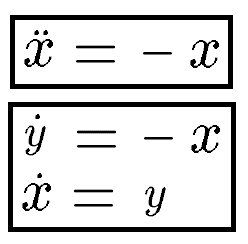 ẍ = − x
ẏ = − x
ẋ = y